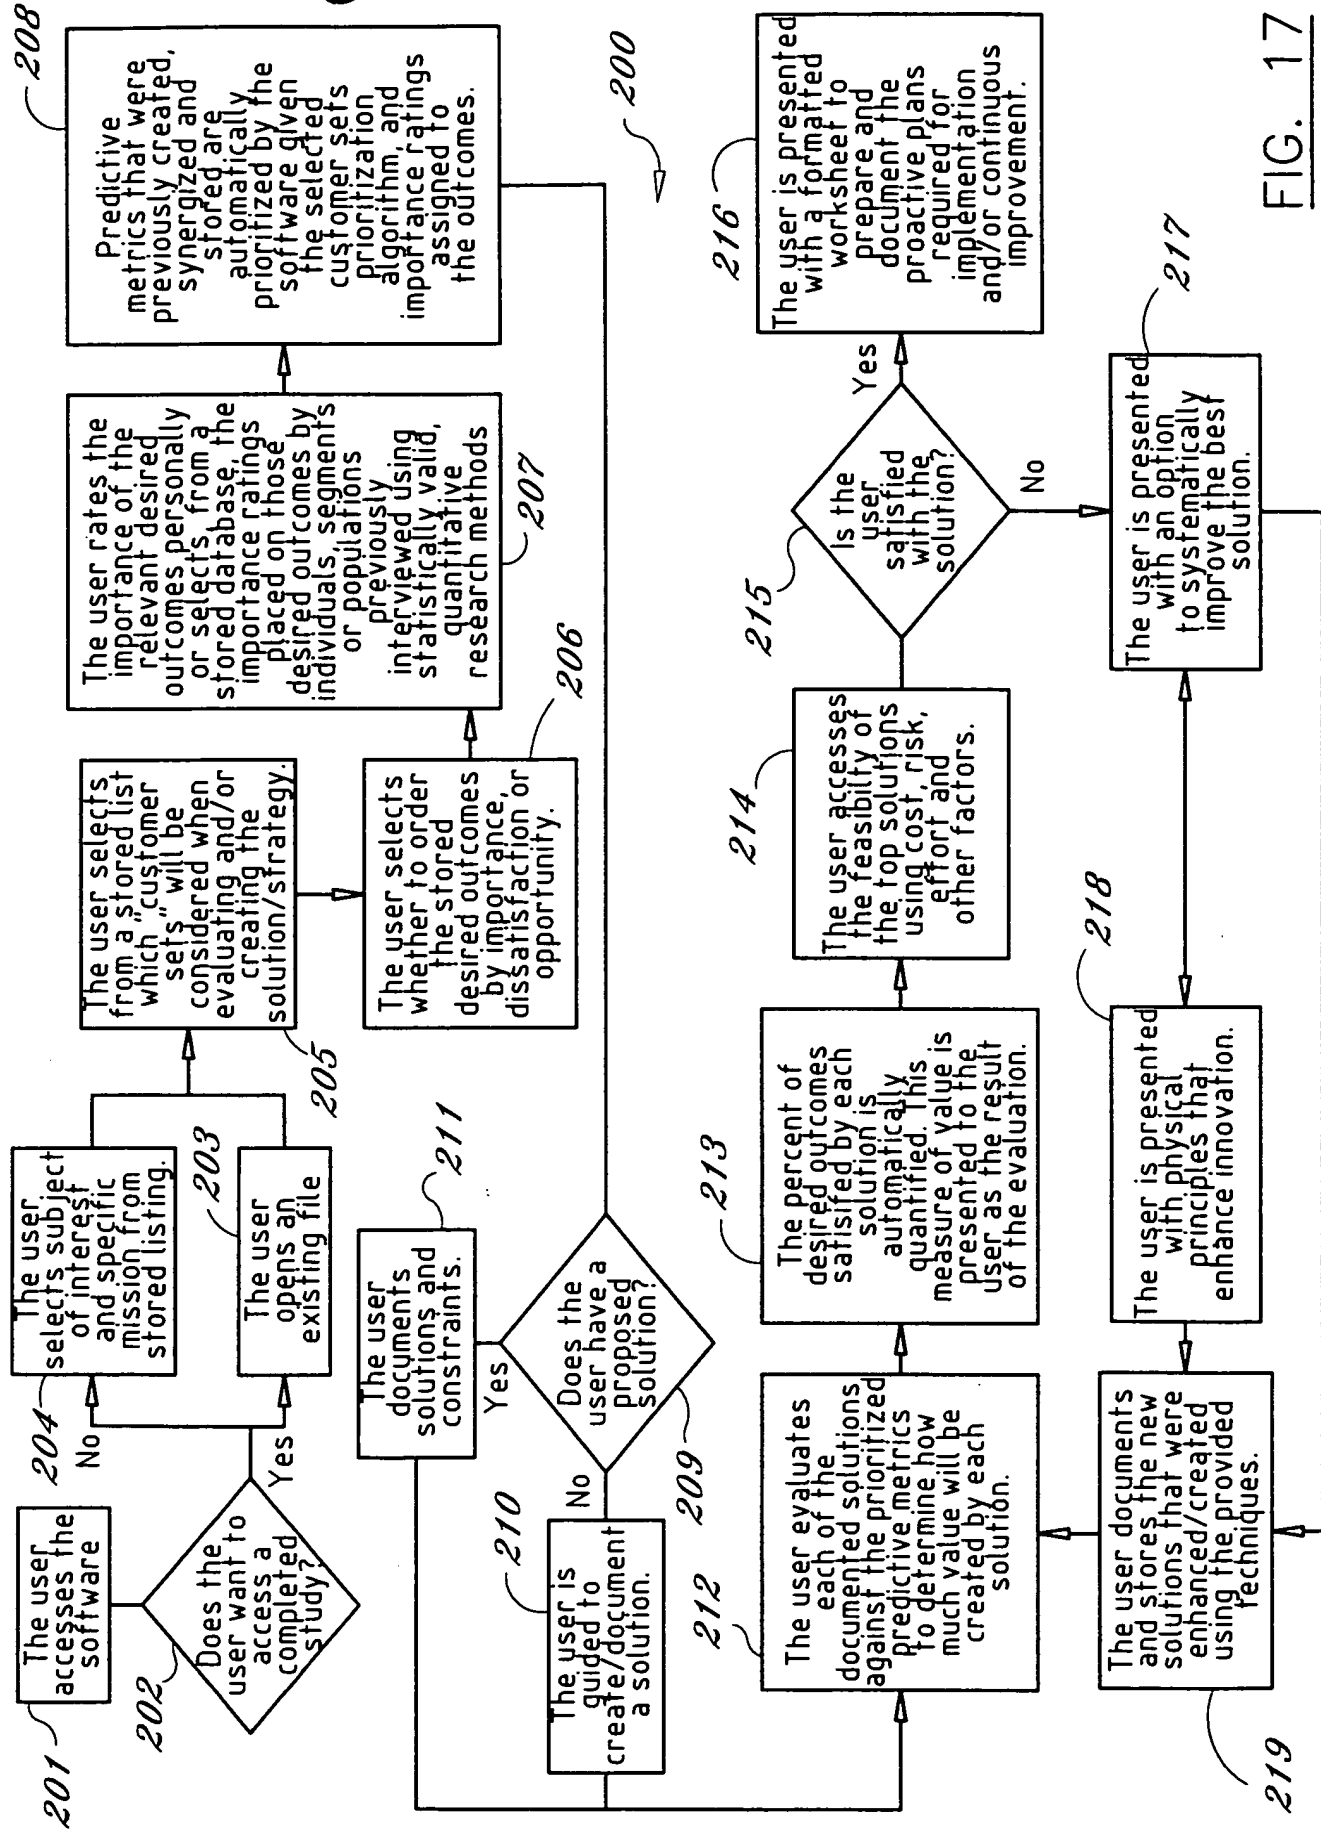 201
The user
accesses the
software
202
Does the
user want to
access a
completed
study?
No
Yes
204
The user
selects subject
of interest
and specific
mission from
stored listing.
203
The user
opens an
existing file
205
The user selects
from a "stored list
which "customer
sets" will be
considered when
evaluating and/or
creating the
solution/strategy.
206
The user selects
whether to order
the stored
desired outcomes
by importance,
dissatisfaction or
opportunity.
207
The user rates the
importance of the
relevant desired
outcomes personally
or selects, from a
stored database, the
importance ratings
placed on those
desired outcomes by
individuals, segments
or populations
previously
interviewed using
statistically valid,
quantitative
research methods
208
Predictive
metrics that were
previously created,
synergized and
stored are
automatically
prioritized by the
software given
the selected
customer sets
prioritization
algorithm, and
importance ratings
assigned to
the outcomes.
209
Does the
user have a
proposed
solution?
No
Yes
210
The user is
guided to
create/document
a solution.
211
The user
documents
solutions and
constraints.
200
212
The user evaluates
each of the
documented solutions
against the prioritized
predictive metrics
to determine how
much value will be
created by each
solution.
213
The percent of
desired outcomes
satisifed by each
solution is
automatically
quantified. This
measure of value is
presented to the
user as the result
of the evaluation.
214
The user accesses
the feasibilty of
the top solutions
using cost, risk,
effort and
other factors.
215
Is the
user
satisfied
with the
solution?
Yes
No
216
The user is presented
with a formatted
worksheet to
prepare and
document the
proactive plans
required for
implementation
and/or continuous
improvement.
217
The user is presented
with an option
to systematically
improve the best
solution.
218
The user is presented
with physical
principles that
enhance innovation.
219
The user documents
and stores the new
solutions that were
enhanced/created
using the provided
techniques.
FIG. 17